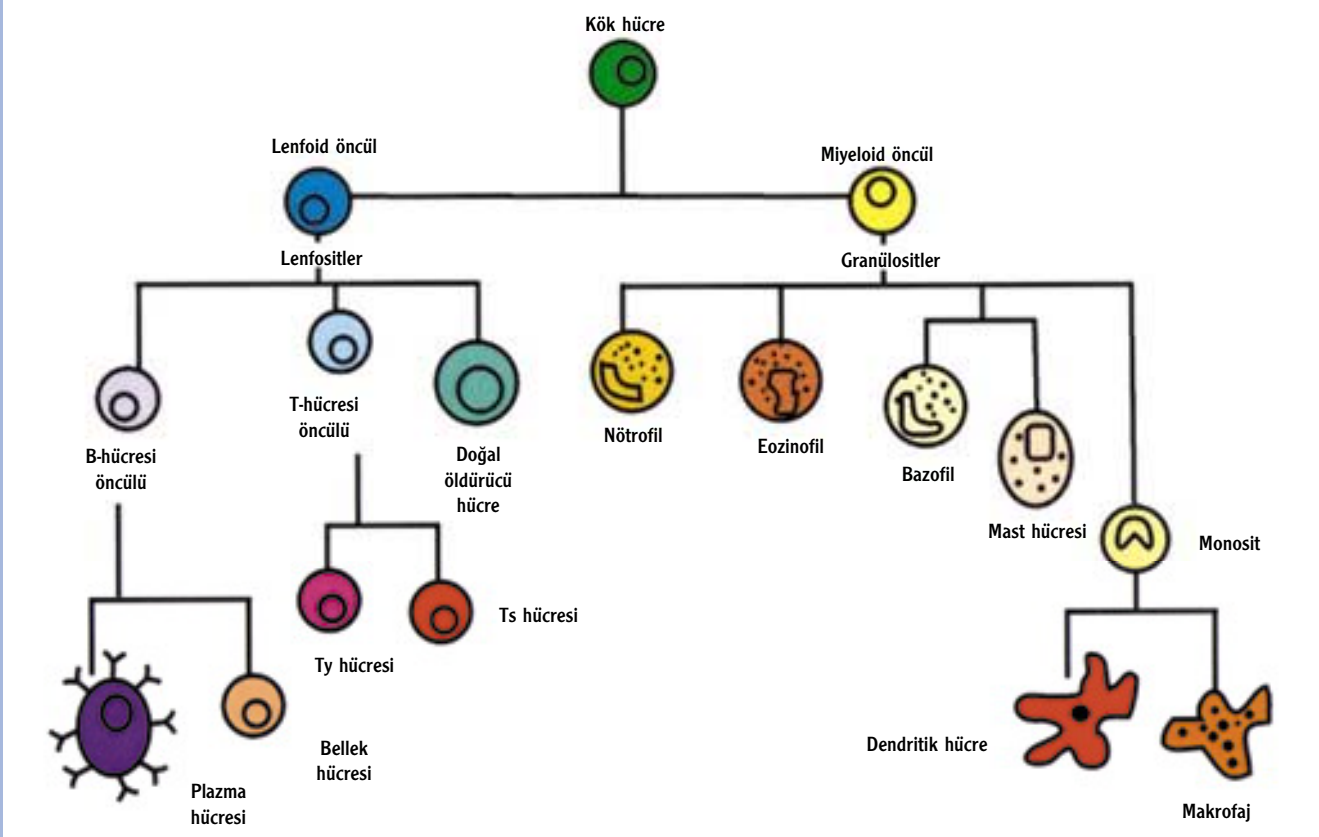 Kök hücre
Lenfoid öncül
Miyeloid öncül
Lenfositler
Granülositler
B-hücresi
öncülü
T-hücresi
öncülü
Doğal
öldürücü
hücre
Nötrofil
Eozinofil
Bazofil
Mast hücresi
Monosit
Ty hücresi
Ts hücresi
Plazma
hücresi
Bellek
hücresi
Dendritik hücre
Makrofaj